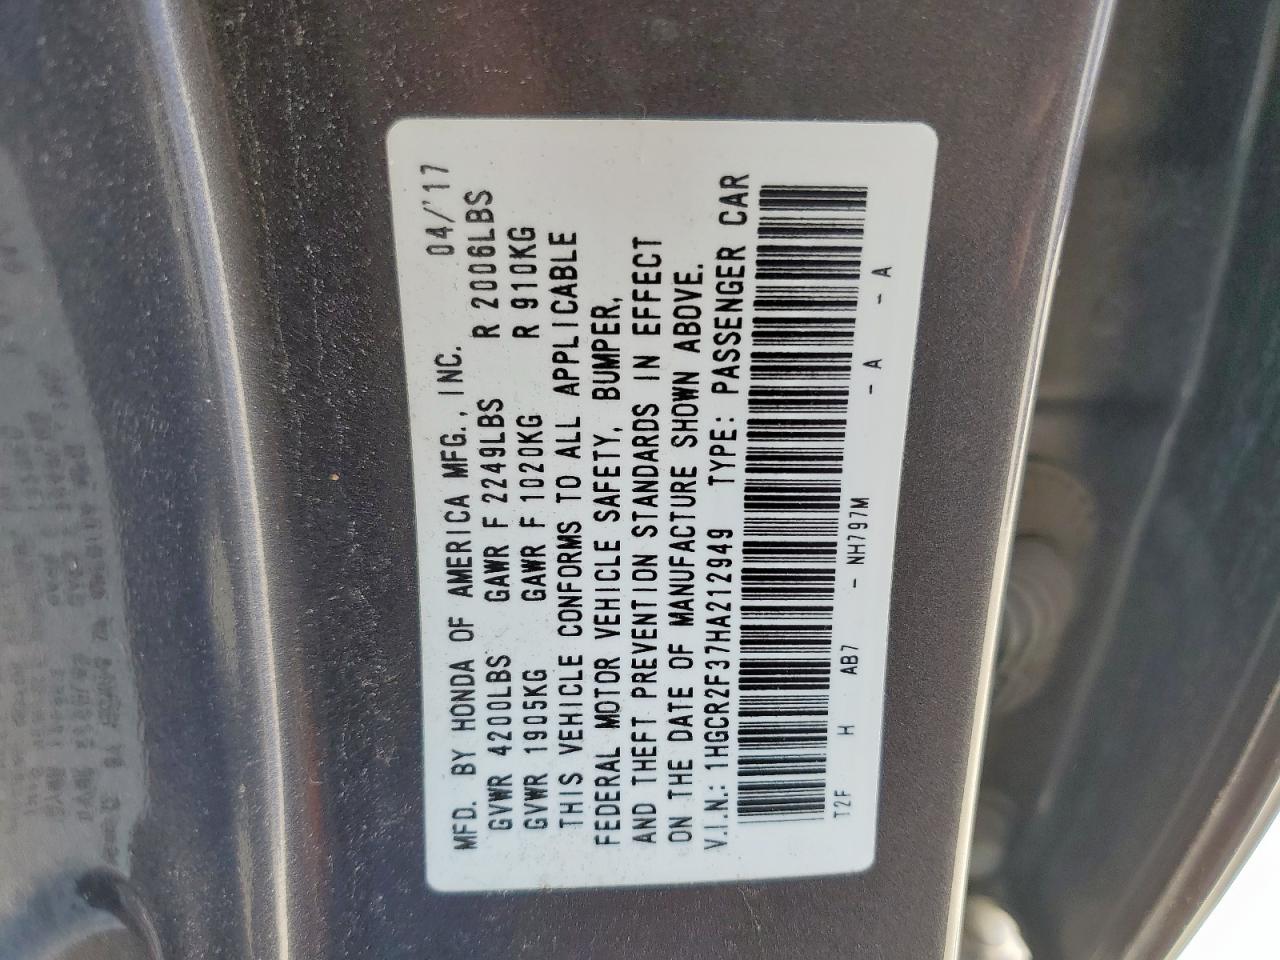 MFD. BY HONDA OF AMERICA MFG., INC. 04/'17
GVWR 4200LBS GAWR F 2249LBS R 2006LBS
GVWR 1905KG GAWR F 1020KG R 910KG
THIS VEHICLE CONFORMS TO ALL APPLICABLE
FEDERAL MOTOR VEHICLE SAFETY, BUMPER,
AND THEFT PREVENTION STANDARDS IN EFFECT
ON THE DATE OF MANUFACTURE SHOWN ABOVE.
V.I.N.: 1HGCR2F37HA212949 TYPE: PASSENGER CAR
T2F H AB7 - NH797M - A - A